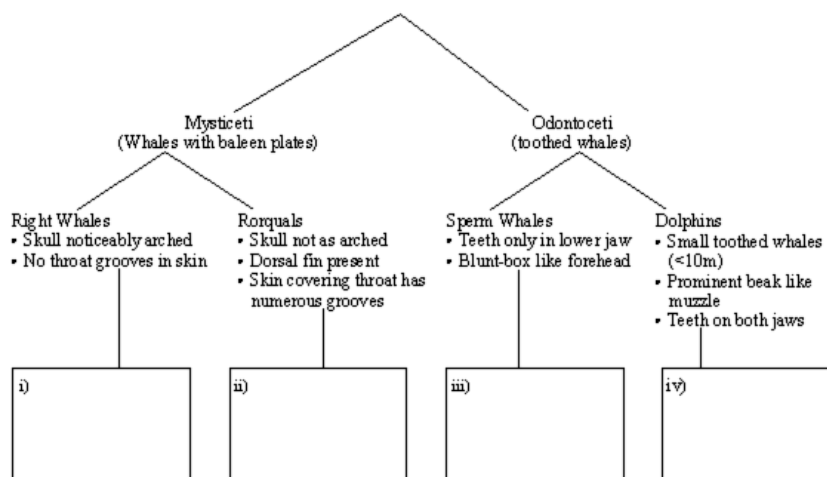 Mysticeti
(Whales with baleen plates)
Odontoceti
(toothed whales)
Right Whales
• Skull noticeably arched
• No throat grooves in skin
Rorquals
• Skull not as arched
• Dorsal fin present
• Skin covering throat has
numerous grooves
Sperm Whales
• Teeth only in lower jaw
• Blunt-box like forehead
Dolphins
• Small toothed whales
(<10m)
• Prominent beak like
muzzle
• Teeth on both jaws
i)
ii)
iii)
iv)